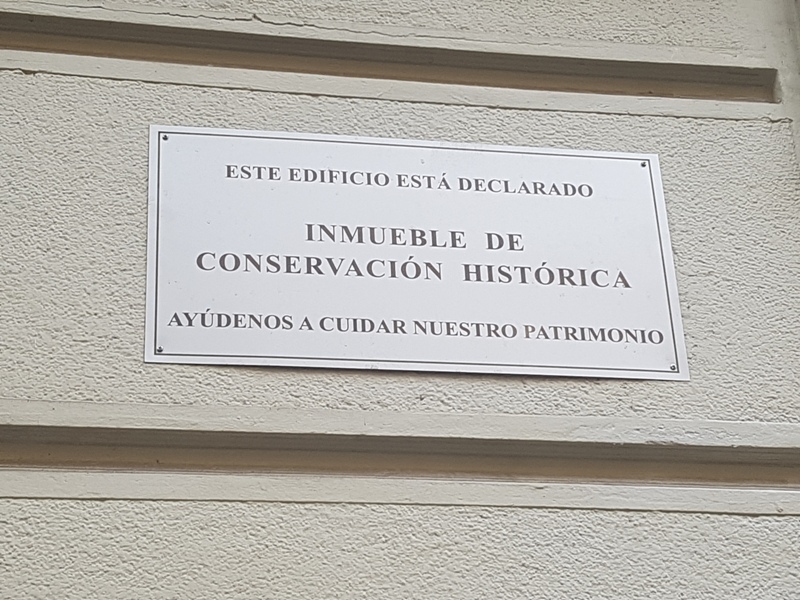 ESTE EDIFICIO ESTÁ DECLARADO
INMUEBLE DE
CONSERVACIÓN HISTÓRICA
AYÚDENOS A CUIDAR NUESTRO PATRIMONIO